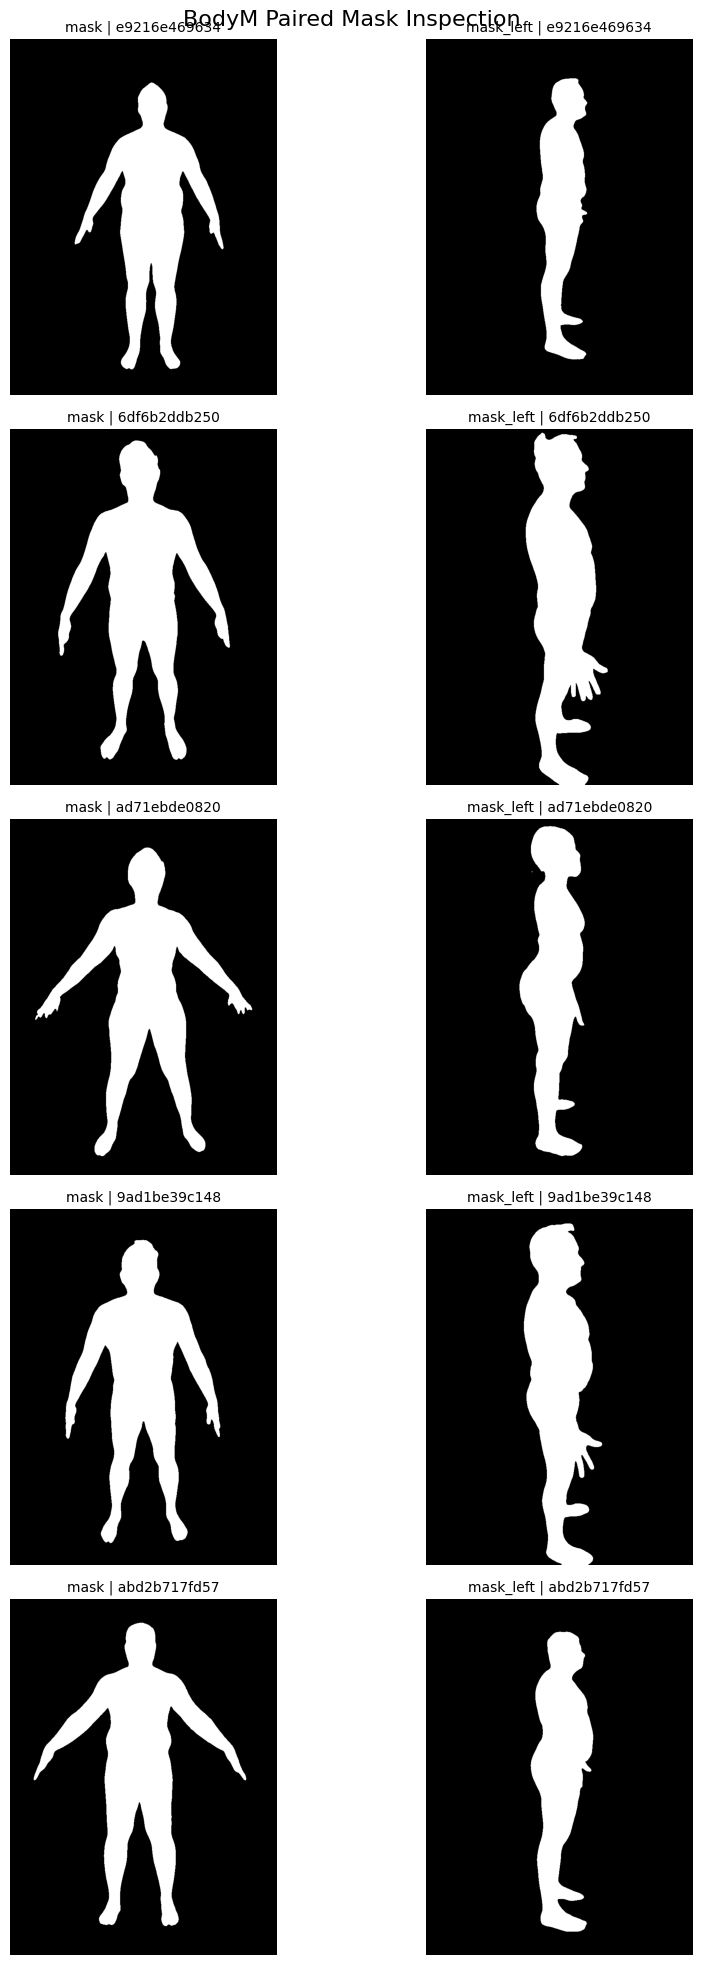 BodyM Paired Mask Inspection
mask | e9216e469634
mask_left | e9216e469634
mask | 6df6b2ddb250
mask_left | 6df6b2ddb250
mask | ad71ebde0820
mask_left | ad71ebde0820
mask | 9ad1be39c148
mask_left | 9ad1be39c148
mask | abd2b717fd57
mask_left | abd2b717fd57